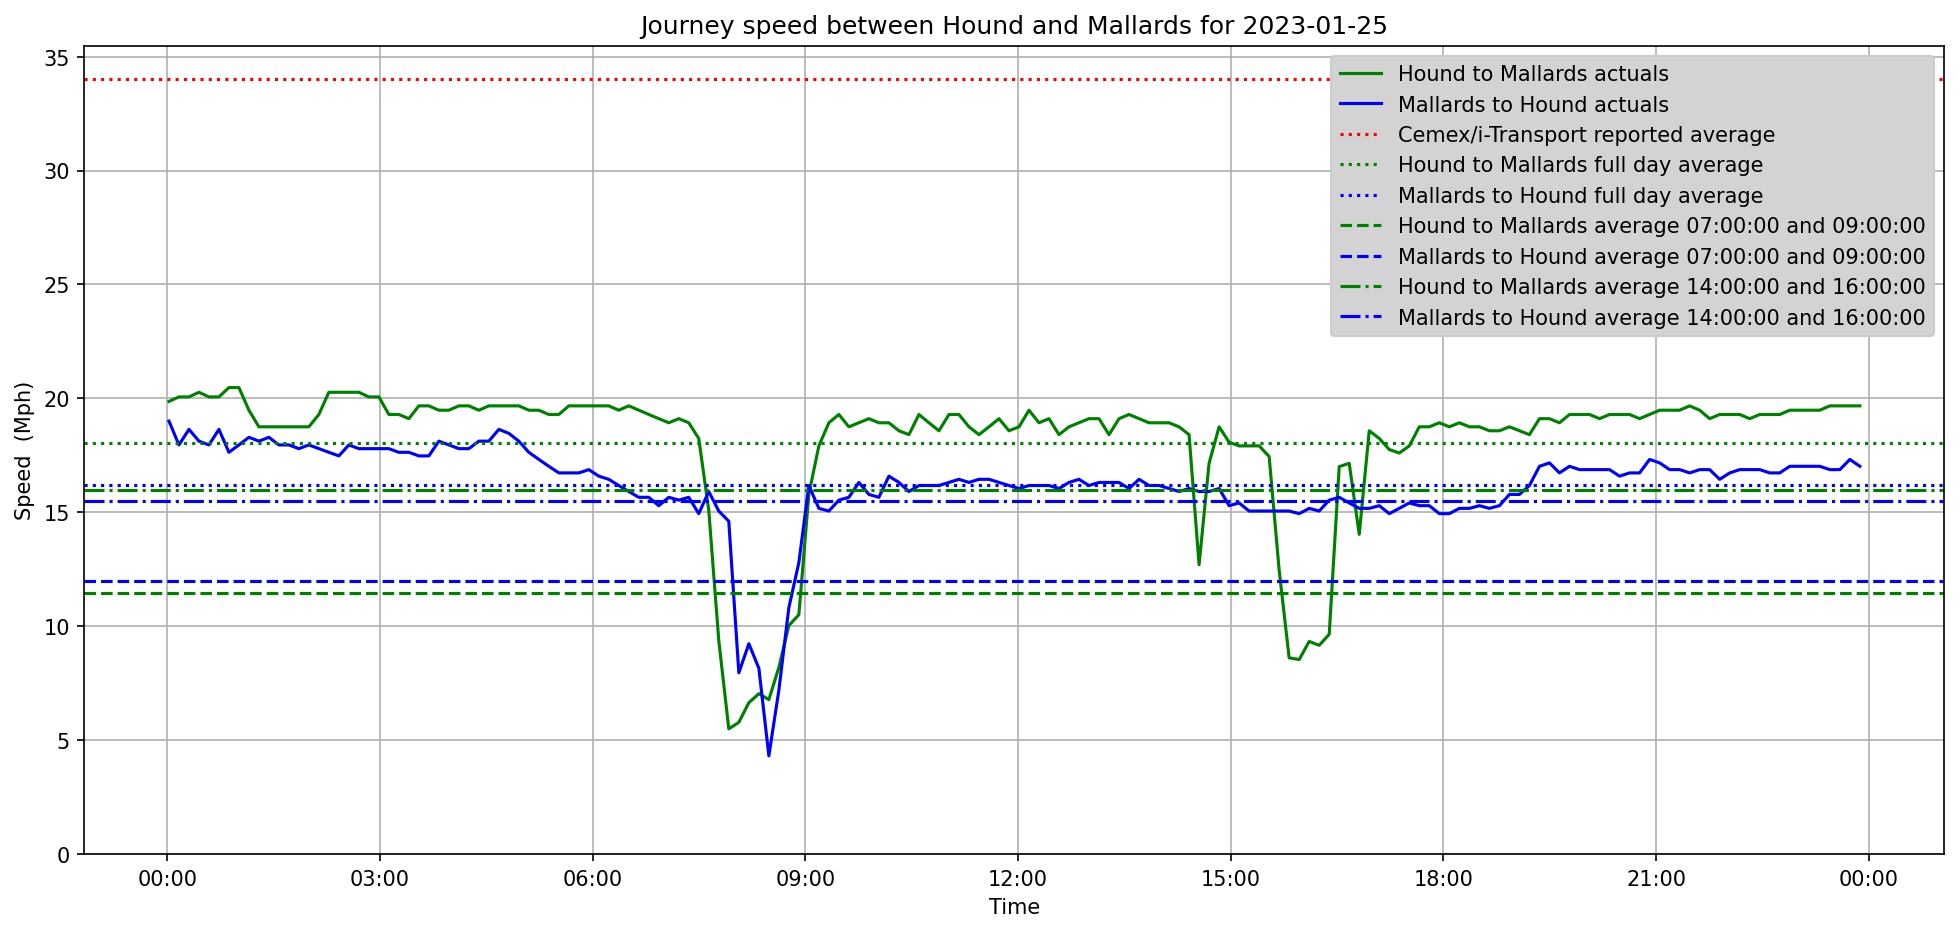 Journey speed between Hound and Mallards for 2023-01-25
Hound to Mallards actuals
Mallards to Hound actuals
Cemex/i-Transport reported average
Hound to Mallards full day average
Mallards to Hound full day average
Hound to Mallards average 07:00:00 and 09:00:00
Mallards to Hound average 07:00:00 and 09:00:00
Hound to Mallards average 14:00:00 and 16:00:00
Mallards to Hound average 14:00:00 and 16:00:00
35
30
25
20
15
10
5
0
Speed (Mph)
00:00 03:00 06:00 09:00 12:00 15:00 18:00 21:00 00:00
Time